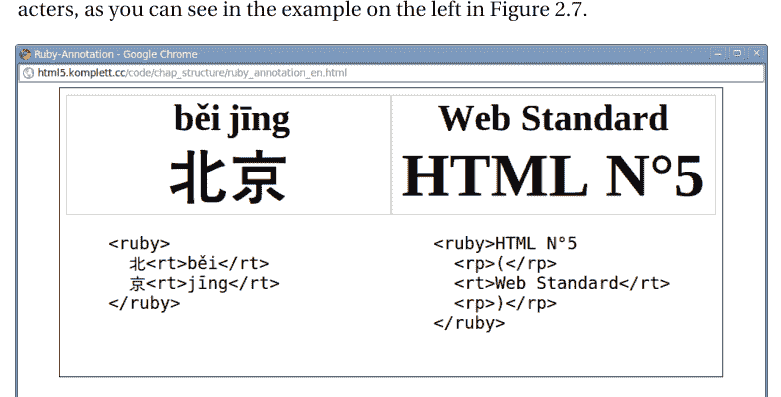 acters, as you can see in the example on the left in Figure 2.7.
Ruby-Annotation - Google Chrome
html5.komplett.cc/code/chap_structure/ruby_annotation_en.html
běi jīng
北京
Web Standard
HTML N°5
<ruby>
北<rt>běi</rt>
京<rt>jīng</rt>
</ruby>
<ruby>HTML N°5
<rp>(</rp>
<rt>Web Standard</rt>
<rp>)</rp>
</ruby>